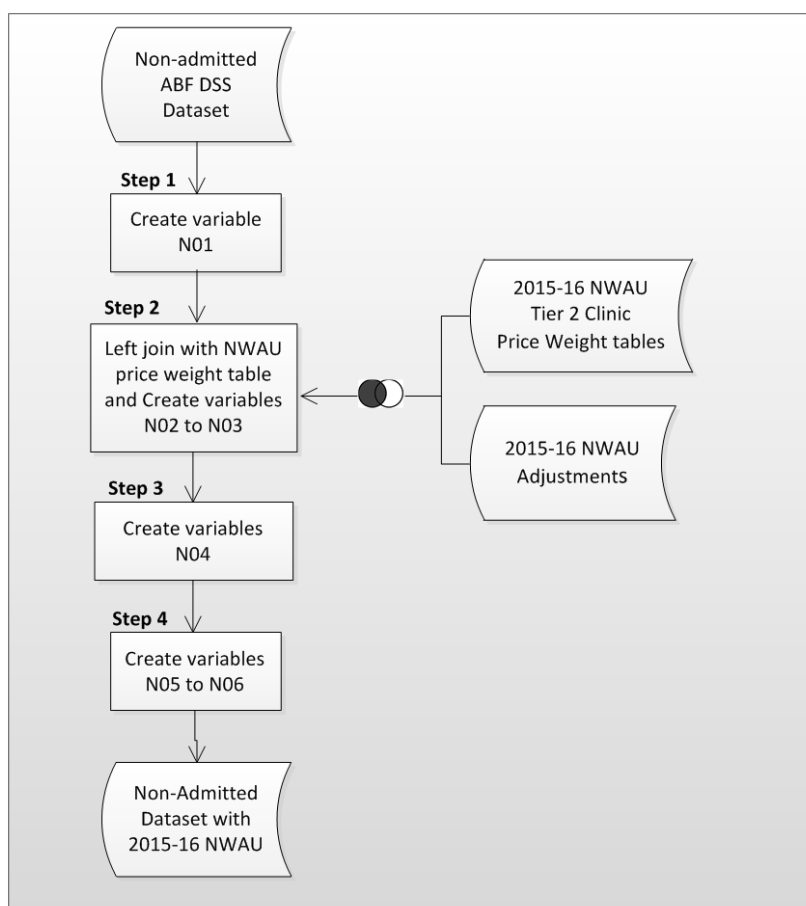 Non-admitted
ABF DSS
Dataset
Step 1
Create variable
N01
Step 2
Left join with NWAU
price weight table
and Create variables
N02 to N03
2015-16 NWAU
Tier 2 Clinic
Price Weight tables
2015-16 NWAU
Adjustments
Step 3
Create variables
N04
Step 4
Create variables
N05 to N06
Non-Admitted
Dataset with
2015-16 NWAU